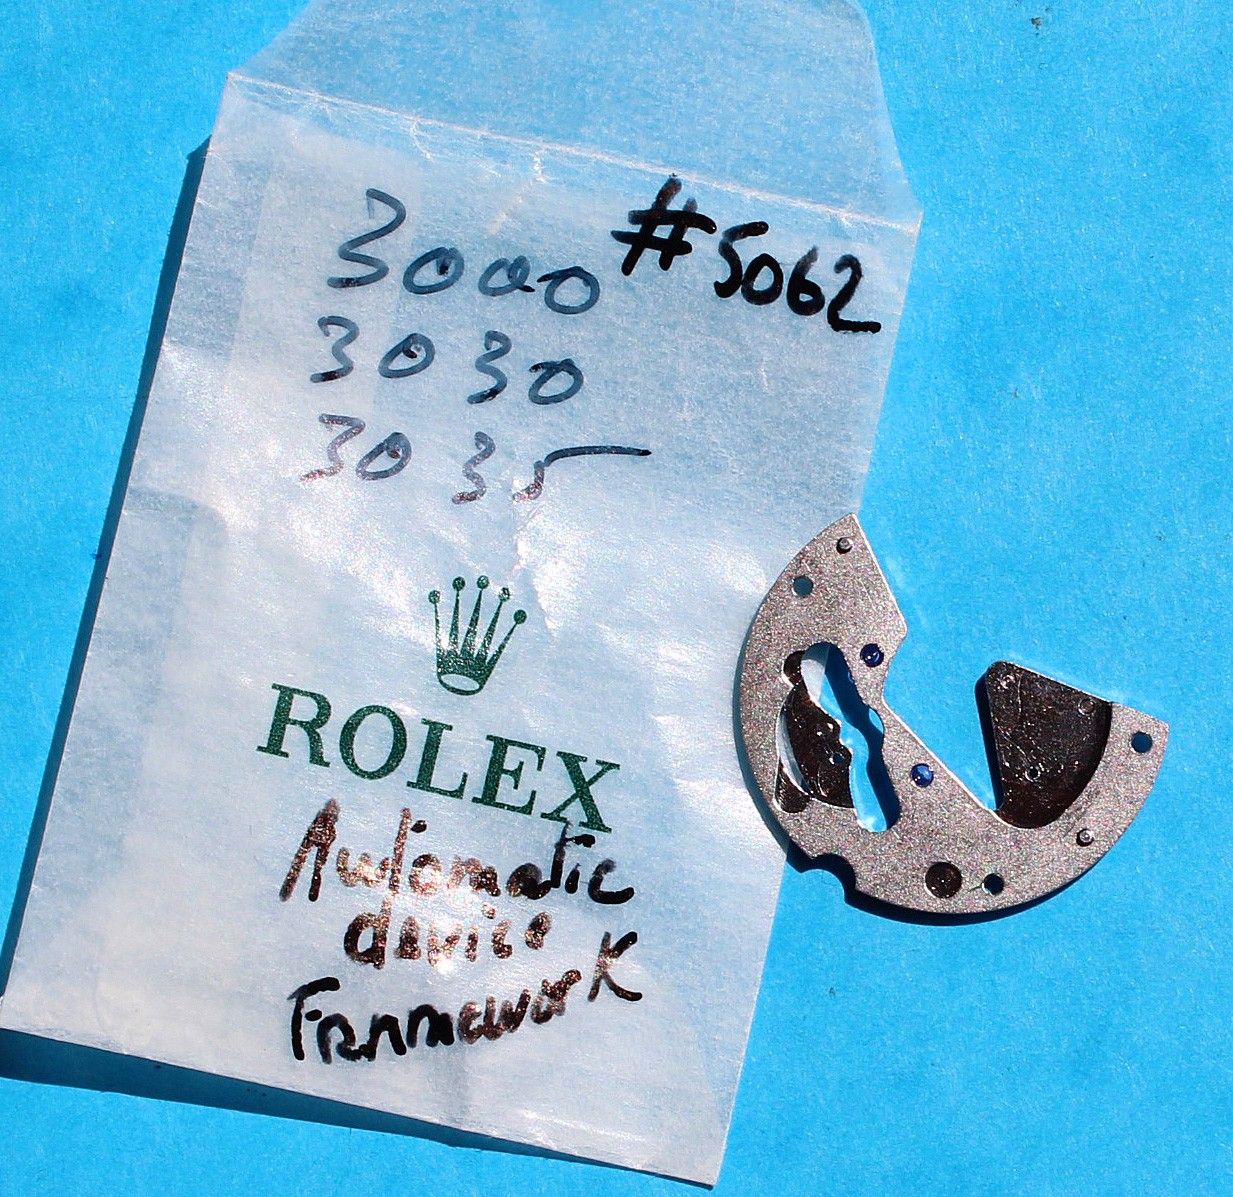 3000 #5062
3030
3035
ROLEX
Automatic
device
Framework